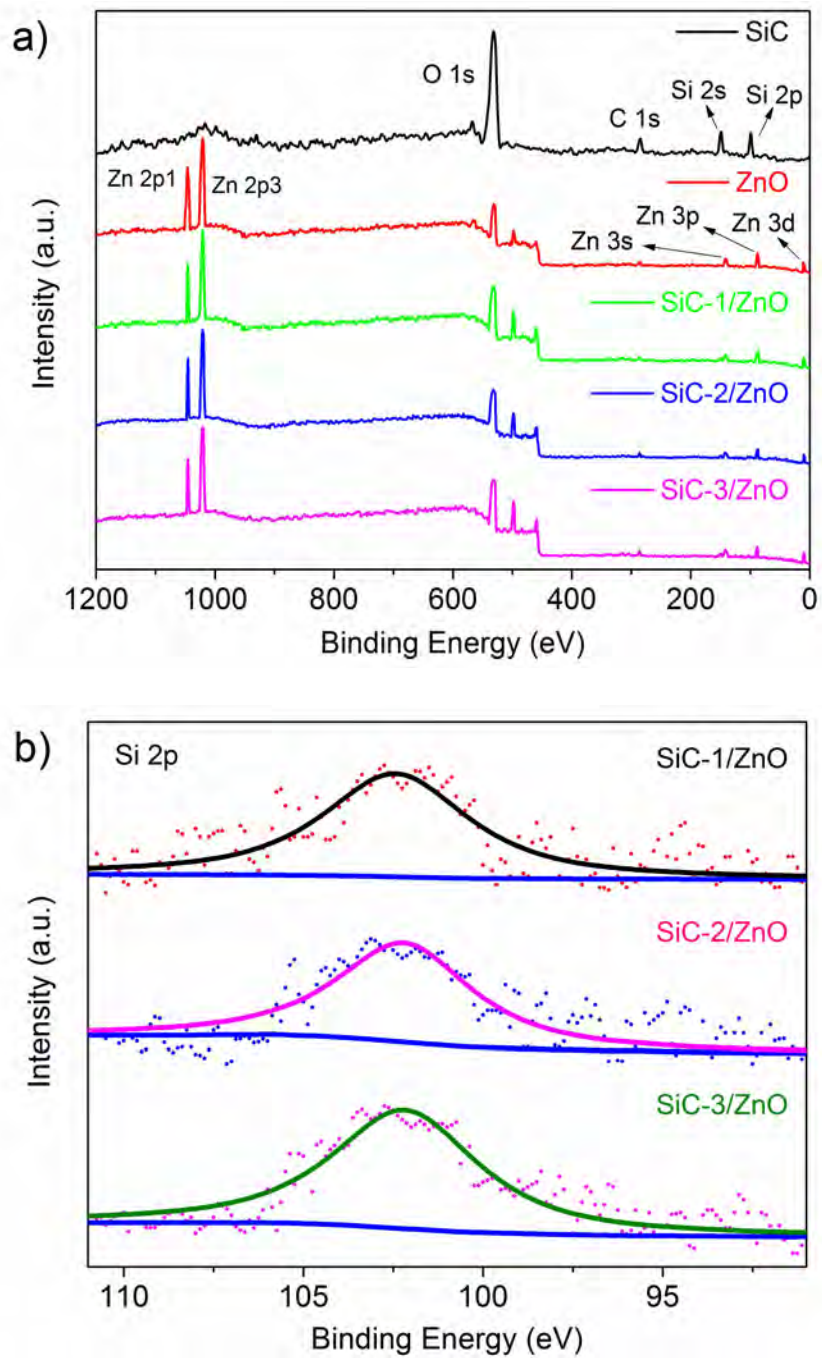 a)
SiC
O 1s
Si 2s
Si 2p
C 1s
Zn 2p1
Zn 2p3
ZnO
Zn 3p
Zn 3d
Zn 3s
SiC-1/ZnO
SiC-2/ZnO
SiC-3/ZnO
Intensity (a.u.)
1200 1000 800 600 400 200 0
Binding Energy (eV)
b)
Si 2p
SiC-1/ZnO
SiC-2/ZnO
SiC-3/ZnO
Intensity (a.u.)
110 105 100 95
Binding Energy (eV)